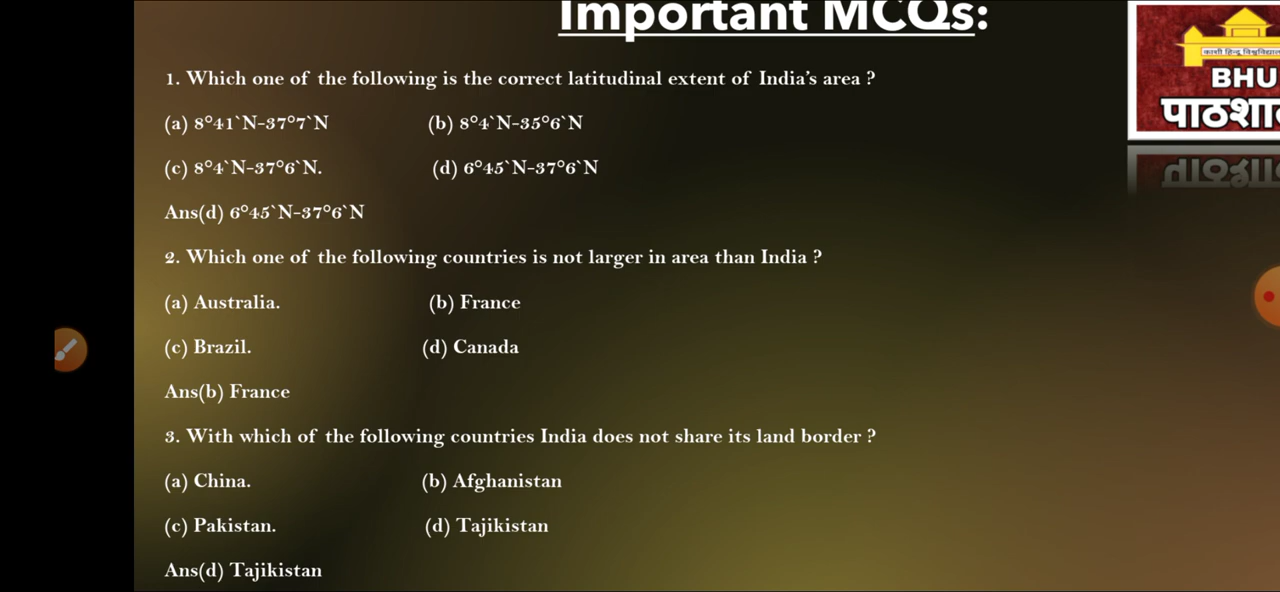 Important MCQs:
1. Which one of the following is the correct latitudinal extent of India's area ?
(a) 8°41`N-37°7`N (b) 8°4`N-35°6`N
(c) 8°4`N-37°6`N. (d) 6°45`N-37°6`N
Ans(d) 6°45`N-37°6`N
2. Which one of the following countries is not larger in area than India ?
(a) Australia. (b) France
(c) Brazil. (d) Canada
Ans(b) France
3. With which of the following countries India does not share its land border ?
(a) China. (b) Afghanistan
(c) Pakistan. (d) Tajikistan
Ans(d) Tajikistan
काशी हिन्दू
BHU